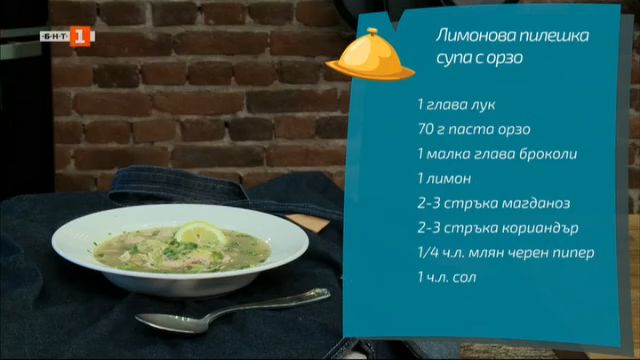 БНТ 1
Лимонова пилешка
супа с орзо
1 глава лук
70 г паста орзо
1 малка глава броколи
1 лимон
2-3 стръка магданоз
2-3 стръка кориандър
1/4 ч.л. млян черен пипер
1 ч.л. сол